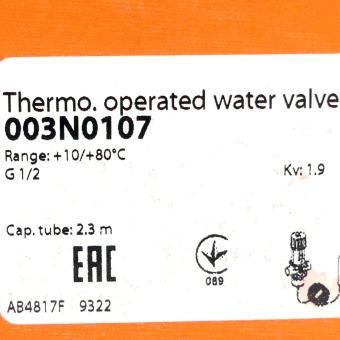 Thermo. operated water valve
003N0107
Range: +10/+80°C
G 1/2 Kv: 1.9
Cap. tube: 2.3 m
EAC
089
AB4817F 9322